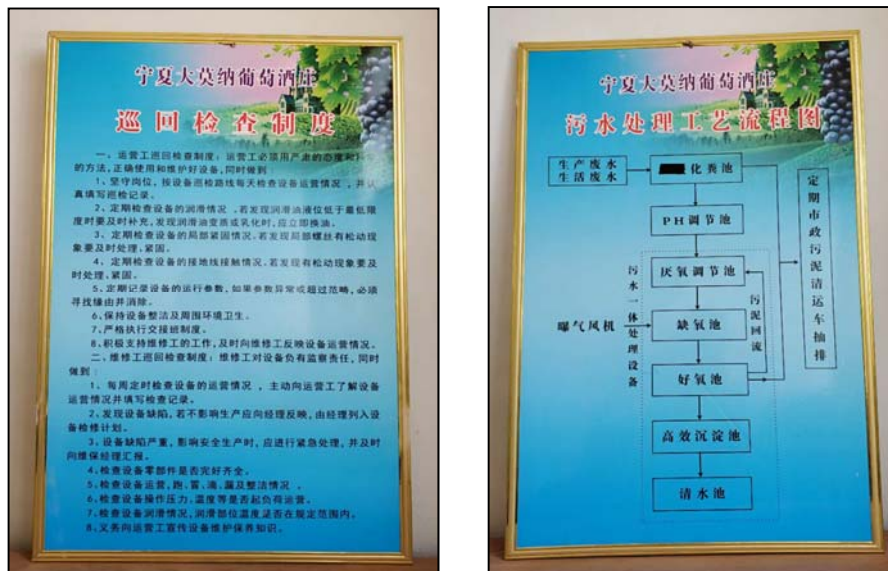 宁夏大莫纳葡萄酒庄
巡回检查制度
一、运营工巡回检查制度：运营工必须用严肃的态度和科学
的方法，正确使用和维护好设备，同时做到：
1、坚守岗位，按设备巡检路线每天检查设备运营情况，并认
真填写巡检记录。
2、定期检查设备的润滑情况，若发现润滑油液位低于最低限
度时要及时补充，发现润滑油变质或乳化时，应立即换油。
3、定期检查设备的局部紧固情况，若发现局部螺丝有松动现
象要及时处理、紧固。
4、定期检查设备的接地线接触情况，若发现有松动现象要及
时处理、紧固。
5、定期记录设备的运行参数，如果参数异常或超过范畴，必须
寻找缘由并消除。
6、保持设备整洁及周围环境卫生。
7、严格执行交接班制度。
8、积极支持维修工的工作，及时向维修工反映设备运营情况。
二、维修工巡回检查制度：维修工对设备负有监察责任，同时
做到：
1、每周定时检查设备的运营情况，主动向运营工了解设备
运营情况并填写检查记录。
2、发现设备缺陷，若不影响生产应向经理反映，由经理列入设
备检修计划。
3、设备缺陷严重，影响安全生产时，应进行紧急处理，并及时
向维保经理汇报。
4、检查设备零部件是否完好齐全。
5、检查设备运营，跑、冒、滴、漏及整洁情况。
6、检查设备操作压力、温度等是否起负荷运营。
7、检查设备润滑情况，润滑部位温度是否在规定范围内。
8、义务向运营工宣传设备维护保养知识。
宁夏大莫纳葡萄酒庄
污水处理工艺流程图
生产废水
生活废水
化粪池
PH调节池
厌氧调节池
曝气风机
缺氧池
好氧池
高效沉淀池
清水池
污水一体处理设备
污泥回流
定期市政污泥清运车抽排